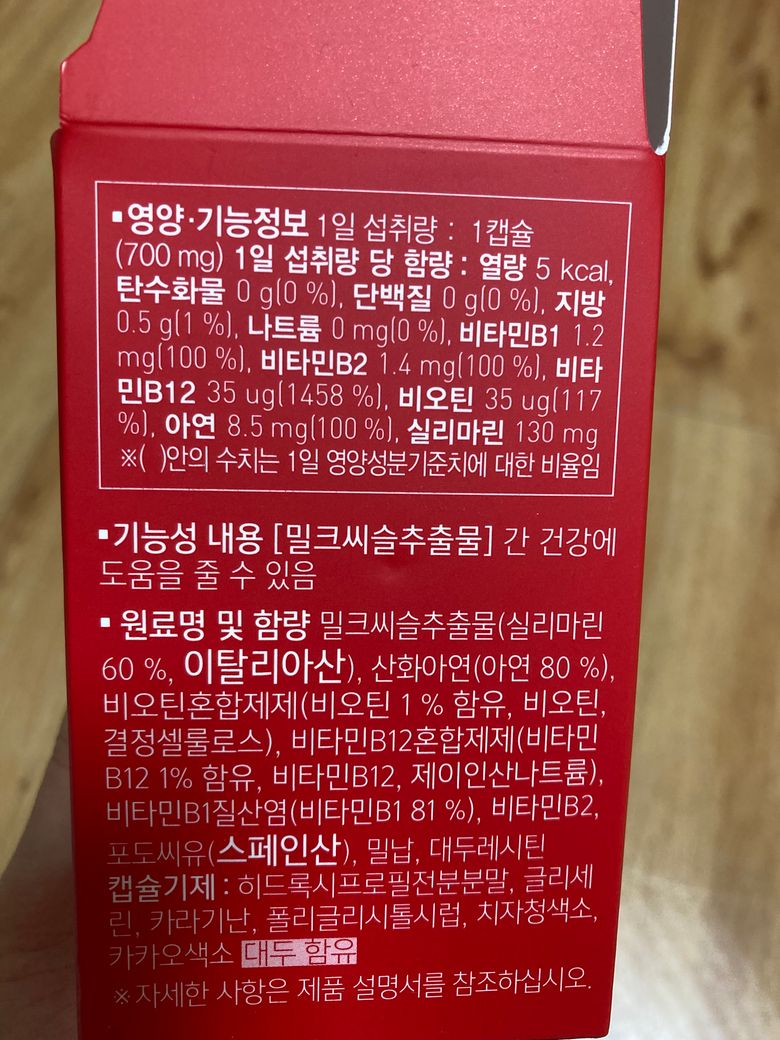 ▪영양·기능정보 1일 섭취량 : 1캡슐
(700 mg) 1일 섭취량 당 함량 : 열량 5 kcal,
탄수화물 0 g(0 %), 단백질 0 g(0 %), 지방
0.5 g(1 %), 나트륨 0 mg(0 %), 비타민B1 1.2
mg(100 %), 비타민B2 1.4 mg(100 %), 비타
민B12 35 ug(1458 %), 비오틴 35 ug(117
%), 아연 8.5 mg(100 %), 실리마린 130 mg
※( )안의 수치는 1일 영양성분기준치에 대한 비율임
▪기능성 내용 [밀크씨슬추출물] 간 건강에
도움을 줄 수 있음
▪ 원료명 및 함량 밀크씨슬추출물(실리마린
60 %, 이탈리아산), 산화아연(아연 80 %),
비오틴혼합제제(비오틴 1 % 함유, 비오틴,
결정셀룰로스), 비타민B12혼합제제(비타민
B12 1% 함유, 비타민B12, 제이인산나트륨),
비타민B1질산염(비타민B1 81 %), 비타민B2,
포도씨유(스페인산), 밀납, 대두레시틴
캡슐기제 : 히드록시프로필전분분말, 글리세
린, 카라기난, 폴리글리시톨시럽, 치자청색소,
카카오색소 대두 함유
※ 자세한 사항은 제품 설명서를 참조하십시오.